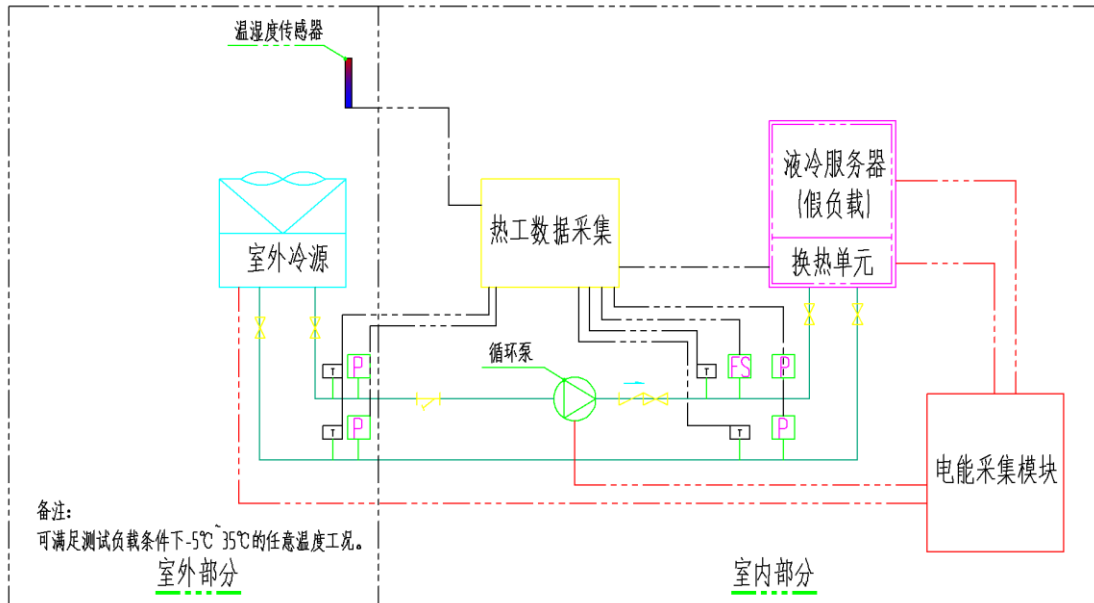 温湿度传感器
液冷服务器
(假负载)
热工数据采集
室外冷源
换热单元
循环泵
T
P
T
FS
P
T
P
T
P
电能采集模块
备注:
可满足测试负载条件下-5℃~35℃的任意温度工况。
室外部分
室内部分